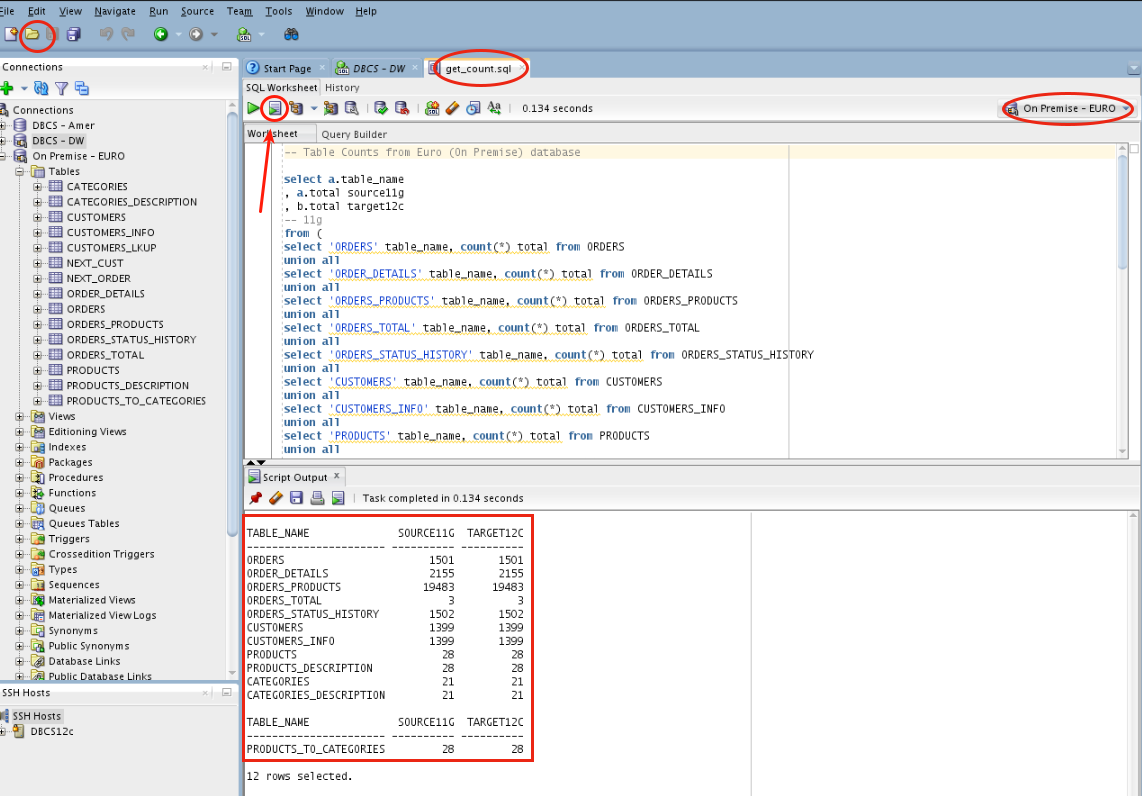 File Edit View Navigate Run Source Team Tools Window Help
Connections
Connections
DBCS - Amer
DBCS - DW
On Premise - EURO
Tables
CATEGORIES
CATEGORIES_DESCRIPTION
CUSTOMERS
CUSTOMERS_INFO
CUSTOMERS_LKUP
NEXT_CUST
NEXT_ORDER
ORDER_DETAILS
ORDERS
ORDERS_PRODUCTS
ORDERS_STATUS_HISTORY
ORDERS_TOTAL
PRODUCTS
PRODUCTS_DESCRIPTION
PRODUCTS_TO_CATEGORIES
Views
Editioning Views
Indexes
Packages
Procedures
Functions
Queues
Queues Tables
Triggers
Crossedition Triggers
Types
Sequences
Materialized Views
Materialized View Logs
Synonyms
Public Synonyms
Database Links
Public Database Links
SSH Hosts
SSH Hosts
DBCS12c
Start Page DBCS - DW get_count.sql
SQL Worksheet History
0.134 seconds On Premise - EURO
Worksheet Query Builder
-- Table Counts from Euro (On Premise) database
select a.table_name
, a.total source11g
, b.total target12c
-- 11g
from (
select 'ORDERS' table_name, count(*) total from ORDERS
union all
select 'ORDER_DETAILS' table_name, count(*) total from ORDER_DETAILS
union all
select 'ORDERS_PRODUCTS' table_name, count(*) total from ORDERS_PRODUCTS
union all
select 'ORDERS_TOTAL' table_name, count(*) total from ORDERS_TOTAL
union all
select 'ORDERS_STATUS_HISTORY' table_name, count(*) total from ORDERS_STATUS_HISTORY
union all
select 'CUSTOMERS' table_name, count(*) total from CUSTOMERS
union all
select 'CUSTOMERS_INFO' table_name, count(*) total from CUSTOMERS_INFO
union all
select 'PRODUCTS' table_name, count(*) total from PRODUCTS
union all
Script Output
Task completed in 0.134 seconds
TABLE_NAME SOURCE11G TARGET12C
---------------------- ---------- ----------
ORDERS 1501 1501
ORDER_DETAILS 2155 2155
ORDERS_PRODUCTS 19483 19483
ORDERS_TOTAL 3 3
ORDERS_STATUS_HISTORY 1502 1502
CUSTOMERS 1399 1399
CUSTOMERS_INFO 1399 1399
PRODUCTS 28 28
PRODUCTS_DESCRIPTION 28 28
CATEGORIES 21 21
CATEGORIES_DESCRIPTION 21 21
TABLE_NAME SOURCE11G TARGET12C
---------------------- ---------- ----------
PRODUCTS_TO_CATEGORIES 28 28
12 rows selected.